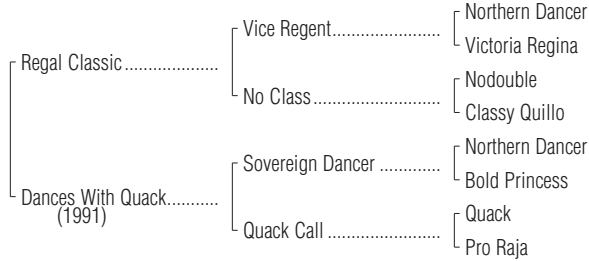 Northern Dancer
Vice Regent
Victoria Regina
Regal Classic
Nodouble
No Class
Classy Quillo
Northern Dancer
Sovereign Dancer
Bold Princess
Dances With Quack
(1991)
Quack
Quack Call
Pro Raja